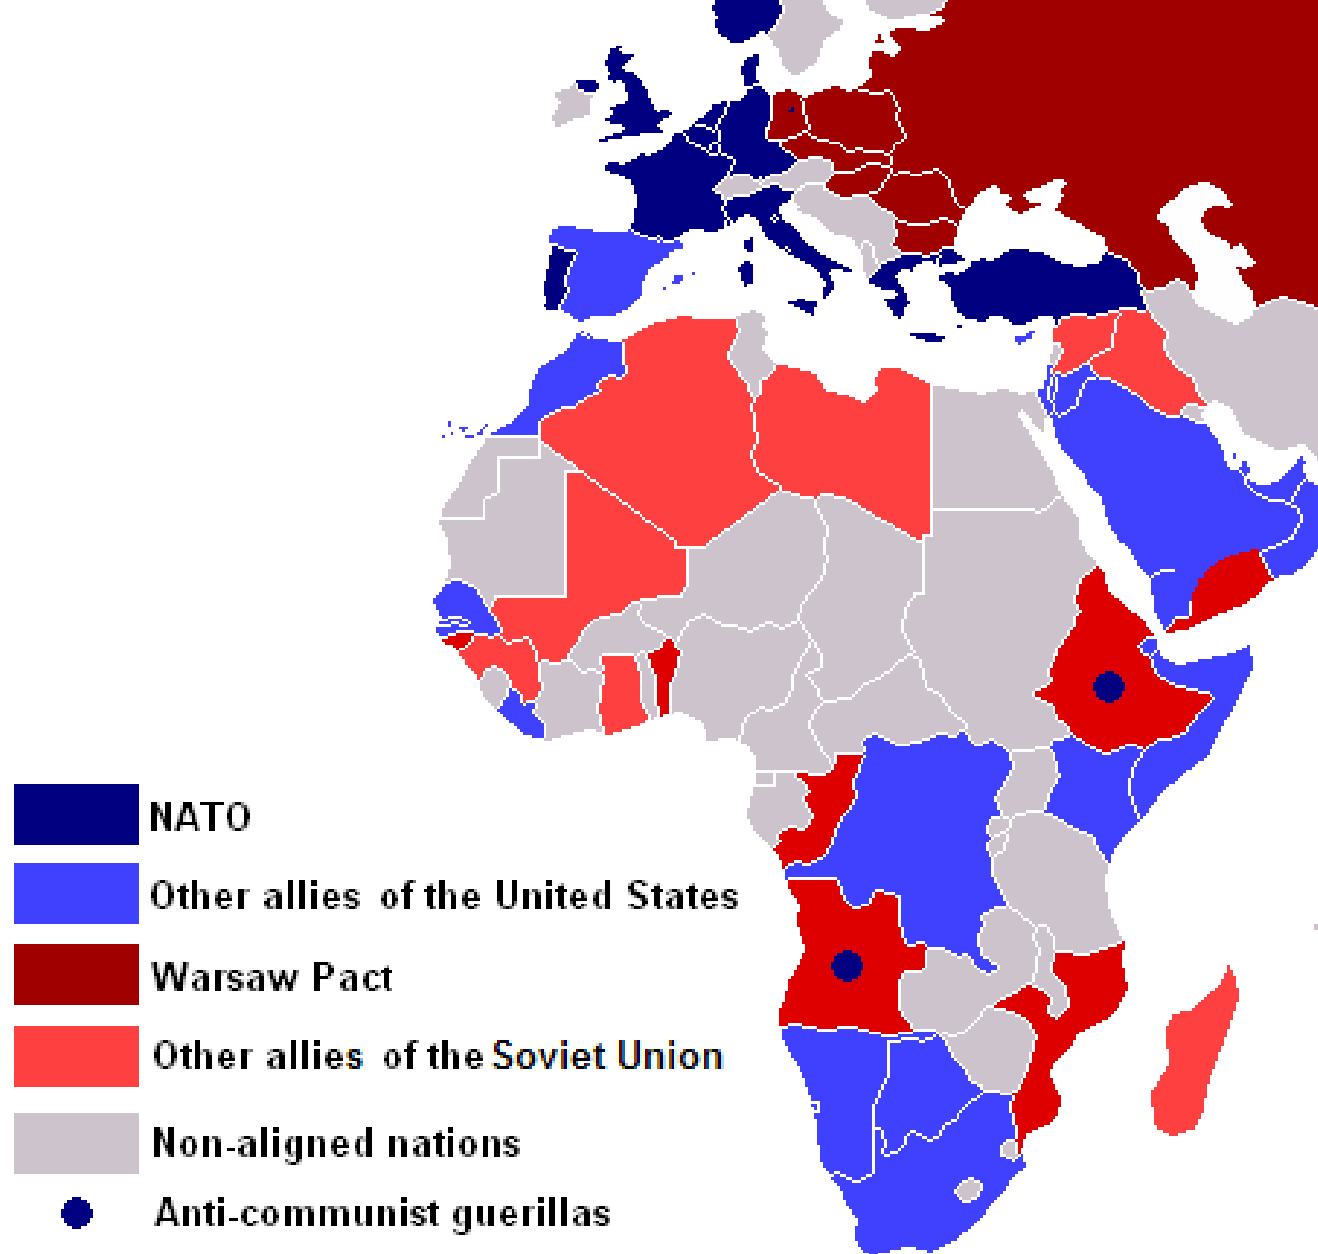 NATO
Other allies of the United States
Warsaw Pact
Other allies of the Soviet Union
Non-aligned nations
Anti-communist guerillas